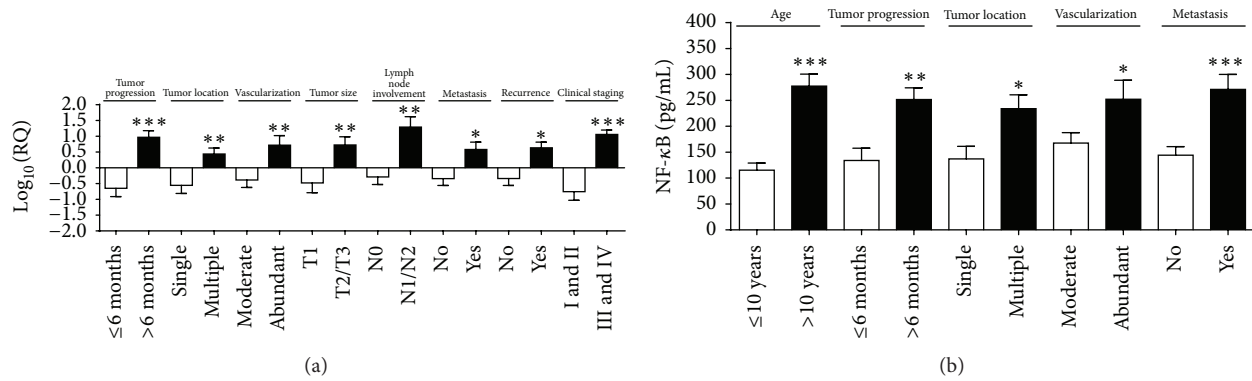 Tumor progression
Tumor location
Vascularization
Tumor size
Lymph node involvement
Metastasis
Recurrence
Clinical staging
Log10 (RQ)
2.0
1.5
1.0
0.5
0.0
−0.5
−1.0
−1.5
−2.0
***
**
**
**
**
*
*
***
≤6 months
>6 months
Single
Multiple
Moderate
Abundant
T1
T2/T3
N0
N1/N2
No
Yes
No
Yes
I and II
III and IV
(a)
Age
Tumor progression
Tumor location
Vascularization
Metastasis
NF-κB (pg/mL)
400
350
300
250
200
150
100
50
0
***
**
*
*
***
≤10 years
>10 years
≤6 months
>6 months
Single
Multiple
Moderate
Abundant
No
Yes
(b)